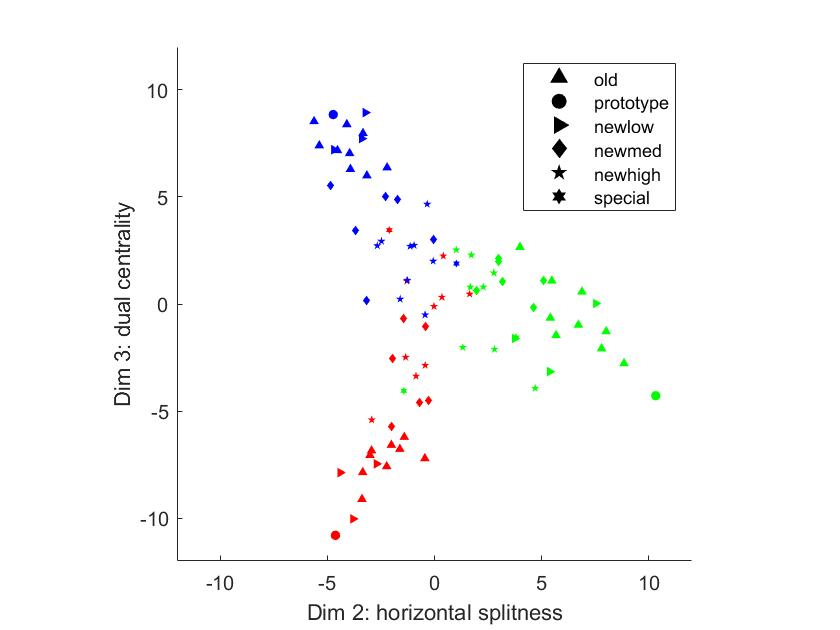 10
5
0
-5
-10
Dim 3: dual centrality
old
prototype
newlow
newmed
newhigh
special
-10 -5 0 5 10
Dim 2: horizontal splitness